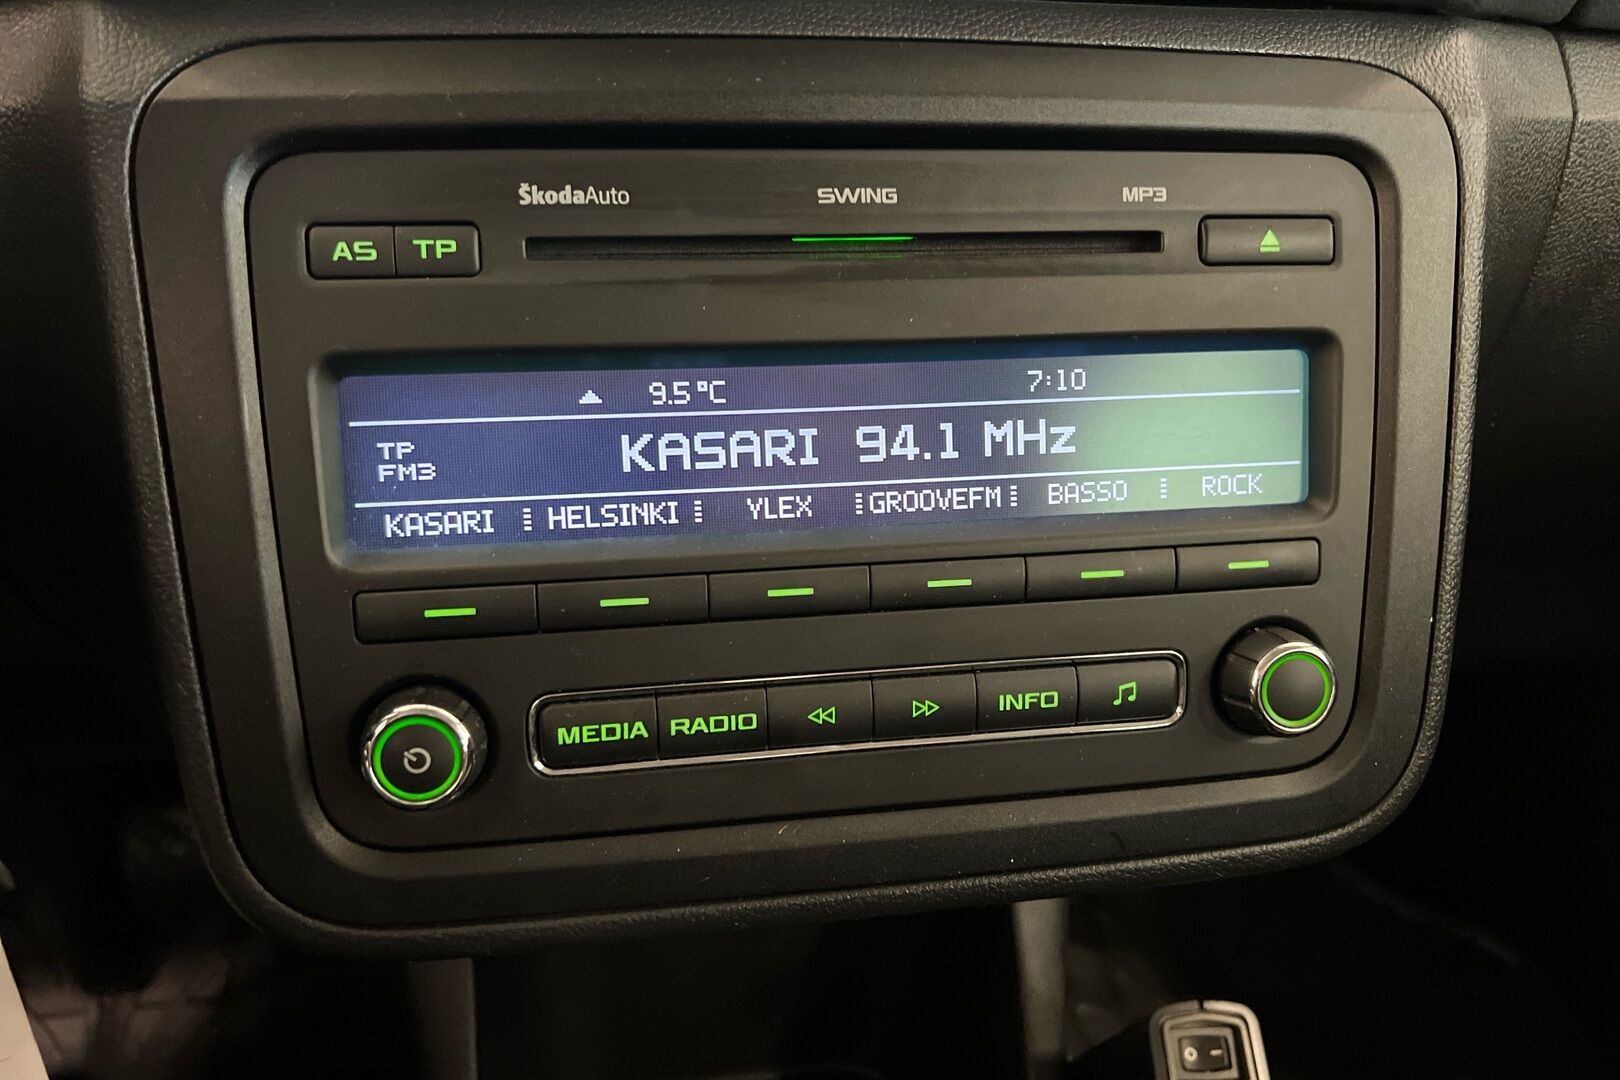 ŠkodaAuto SWING MP3
AS TP
9.5°C 7:10
TP
FM3
KASARI 94.1 MHz
KASARI HELSINKI YLEX GROOVEFM BASSO ROCK
MEDIA RADIO INFO